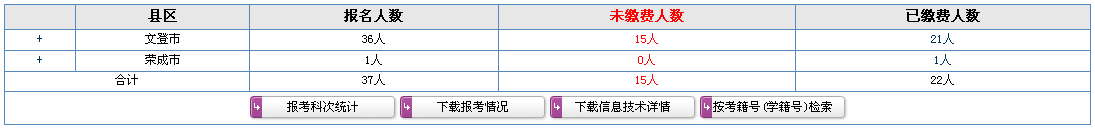 县区 报名人数 未缴费人数 已缴费人数
+ 文登市 36人 15人 21人
+ 荣成市 1人 0人 1人
合计 37人 15人 22人
报考科次统计 下载报考情况 下载信息技术详情 按考籍号(学籍号)检索